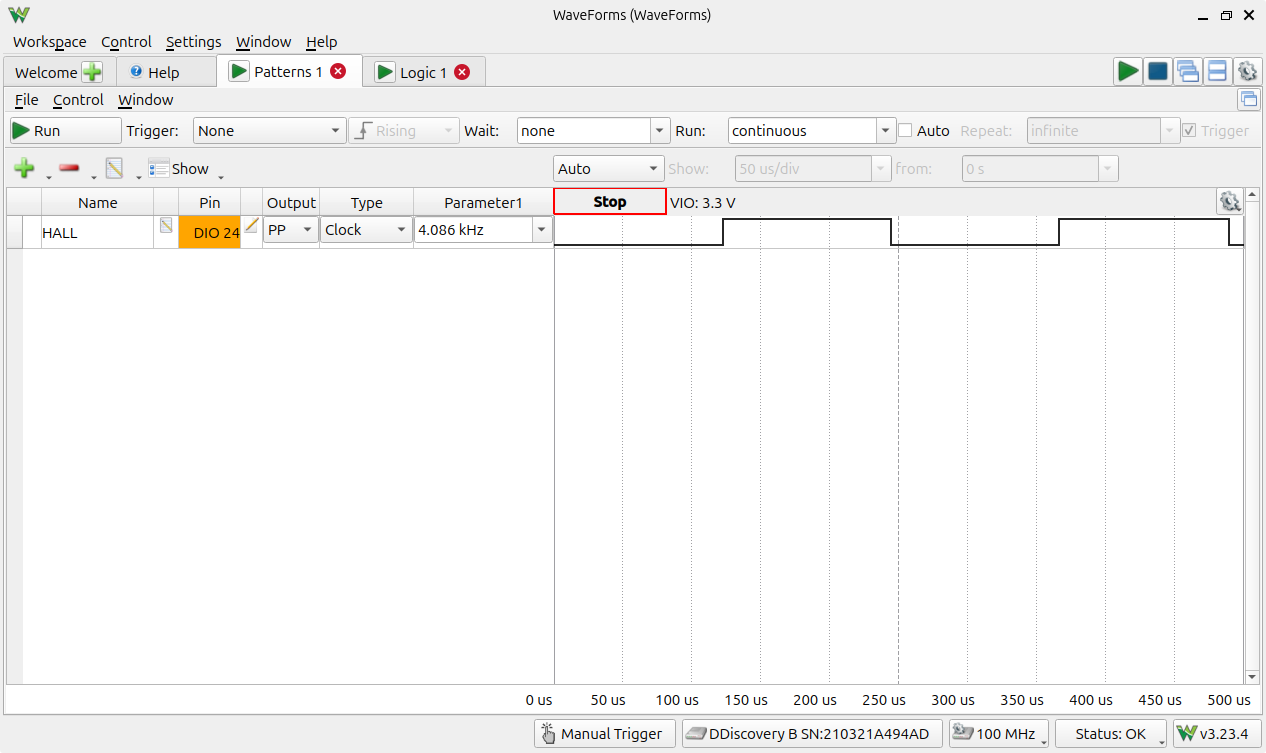 WaveForms (WaveForms)
Workspace Control Settings Window Help
Welcome Help Patterns 1 Logic 1
File Control Window
Run Trigger: None Rising Wait: none Run: continuous Auto Repeat: infinite Trigger
Show Auto Show: 50 us/div from: 0 s
Name Pin Output Type Parameter1 Stop VIO: 3.3 V
HALL DIO 24 PP Clock 4.086 kHz
0 us 50 us 100 us 150 us 200 us 250 us 300 us 350 us 400 us 450 us 500 us
Manual Trigger DDiscovery B SN:210321A494AD 100 MHz Status: OK v3.23.4